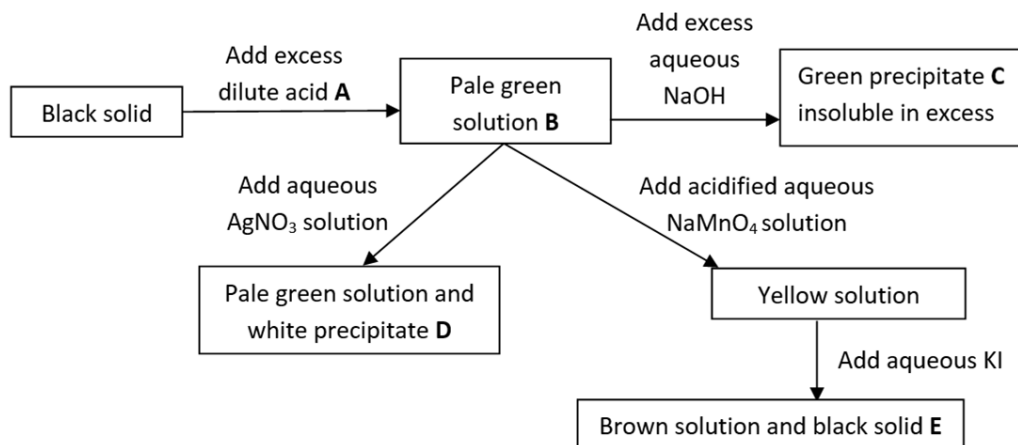 Black solid
Add excess
dilute acid A
Pale green
solution B
Add excess
aqueous
NaOH
Green precipitate C
insoluble in excess
Add aqueous
AgNO₃ solution
Add acidified aqueous
NaMnO₄ solution
Pale green solution and
white precipitate D
Yellow solution
Add aqueous KI
Brown solution and black solid E